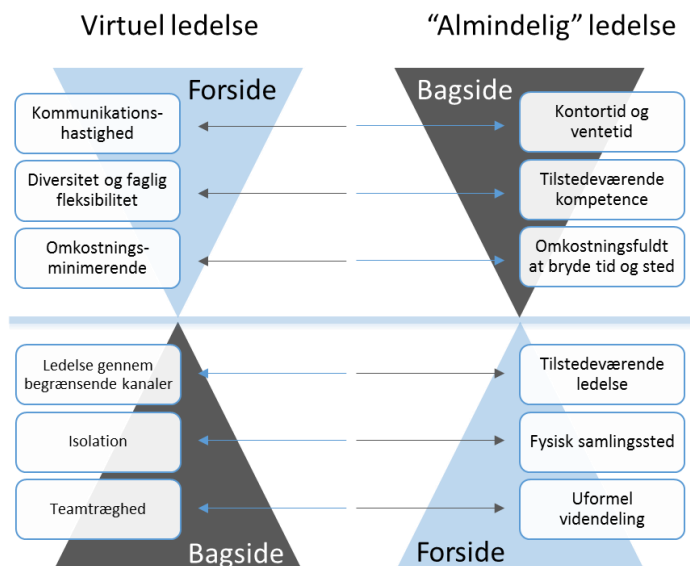 Virtuel ledelse
“Almindelig” ledelse
Forside
Bagside
Kommunikations-
hastighed
Kontortid og
ventetid
Diversitet og faglig
fleksibilitet
Tilstedeværende
kompetence
Omkostnings-
minimerende
Omkostningsfuldt
at bryde tid og sted
Ledelse gennem
begrænsende kanaler
Tilstedeværende
ledelse
Isolation
Fysisk samlingssted
Teamtræghed
Uformel
videndeling
Bagside
Forside